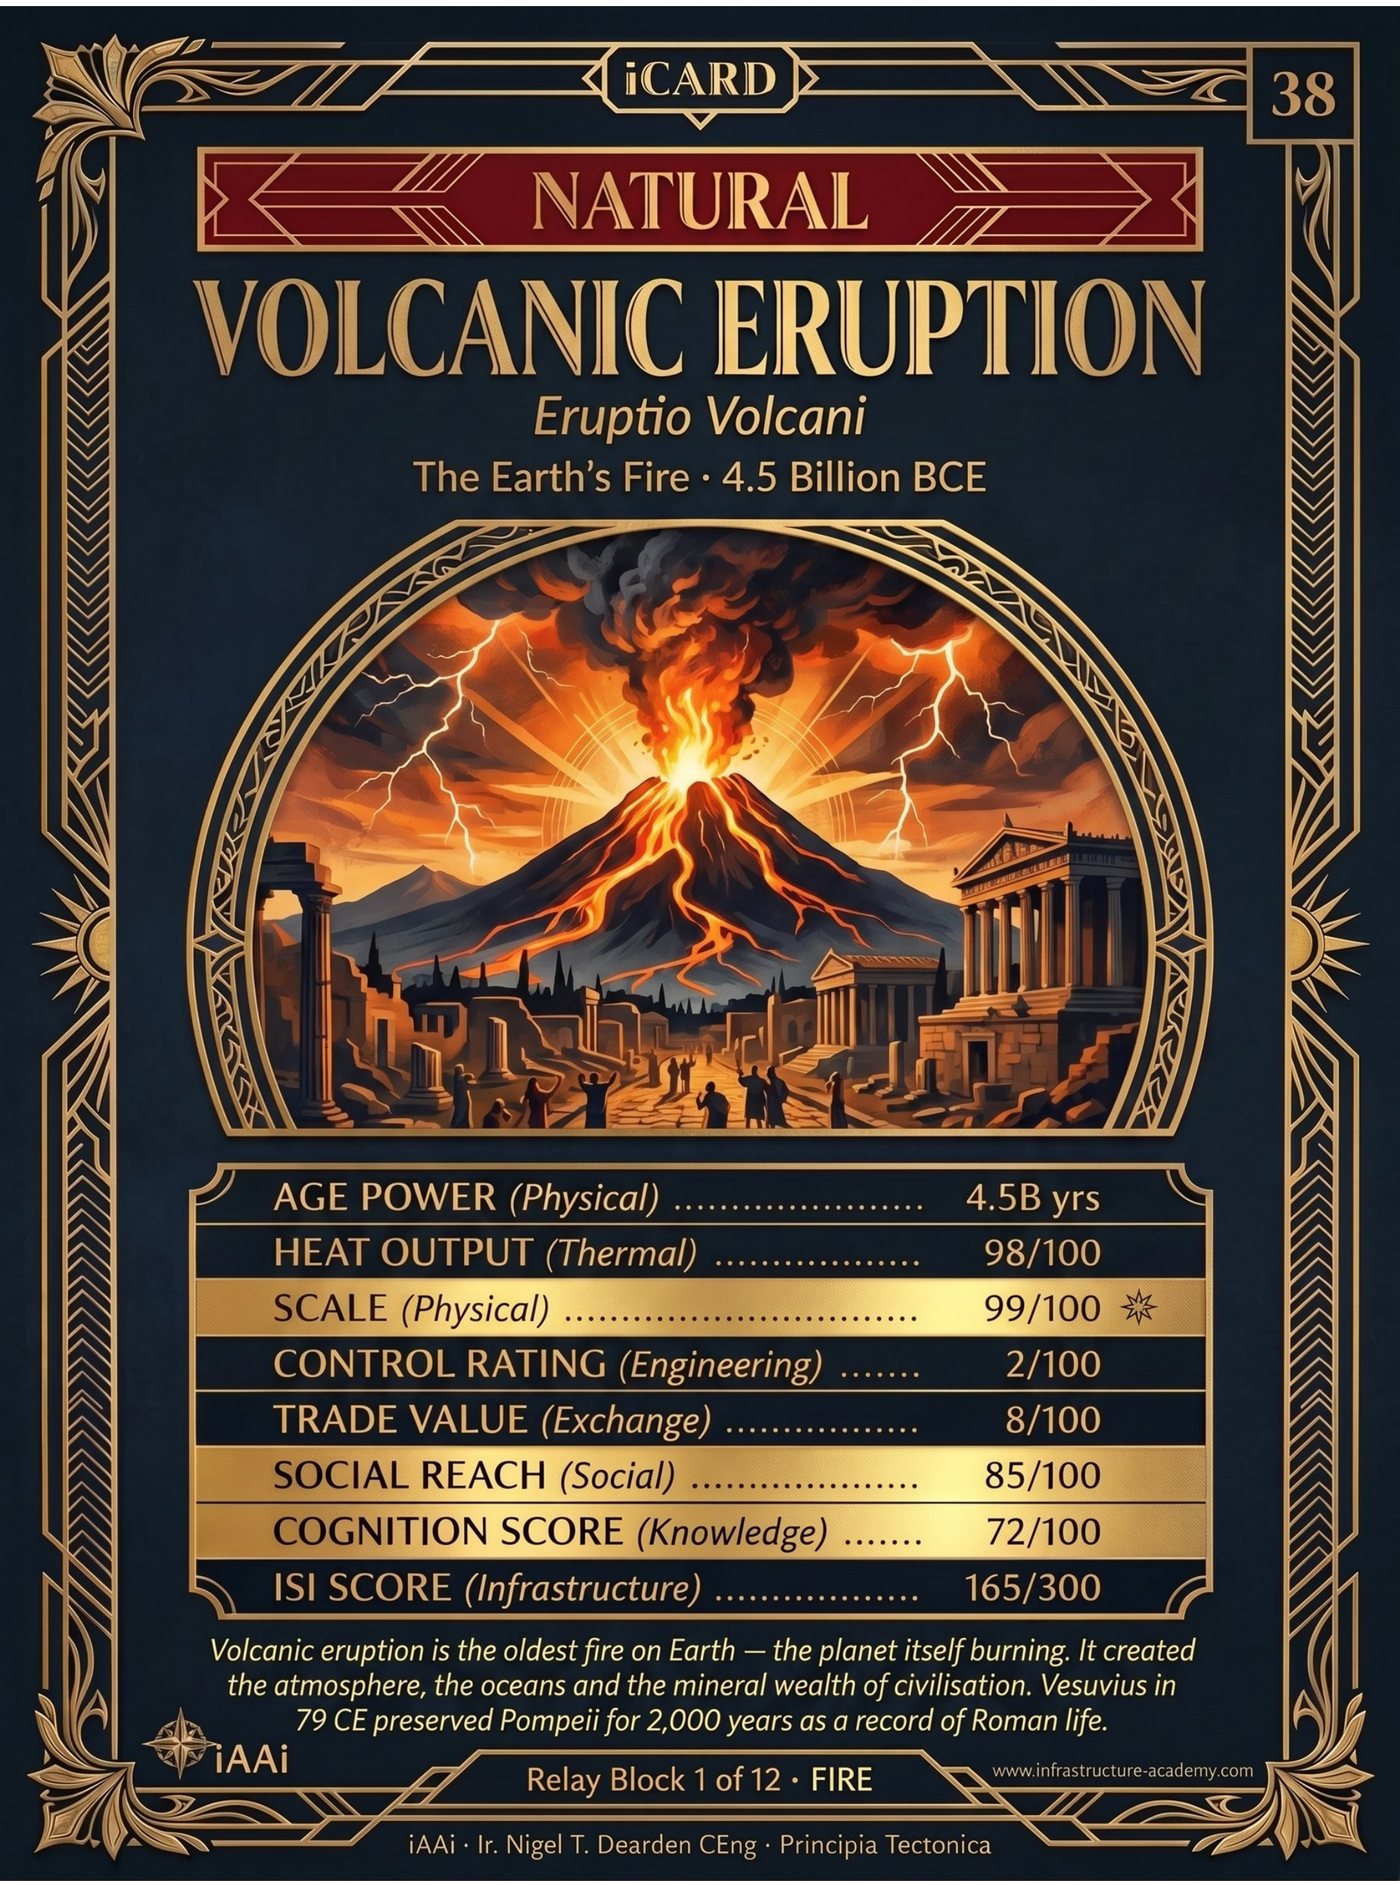 iCARD
38
NATURAL
VOLCANIC ERUPTION
Eruptio Volcani
The Earth's Fire · 4.5 Billion BCE
AGE POWER (Physical) ...................... 4.5B yrs
HEAT OUTPUT (Thermal) .................. 98/100
SCALE (Physical) ............................... 99/100
CONTROL RATING (Engineering) ....... 2/100
TRADE VALUE (Exchange) ................. 8/100
SOCIAL REACH (Social) .................... 85/100
COGNITION SCORE (Knowledge) ....... 72/100
ISI SCORE (Infrastructure) .................. 165/300
Volcanic eruption is the oldest fire on Earth — the planet itself burning. It created
the atmosphere, the oceans and the mineral wealth of civilisation. Vesuvius in
79 CE preserved Pompeii for 2,000 years as a record of Roman life.
iAAi
Relay Block 1 of 12 · FIRE
www.infrastructure-academy.com
iAAi · Ir. Nigel T. Dearden CEng · Principia Tectonica